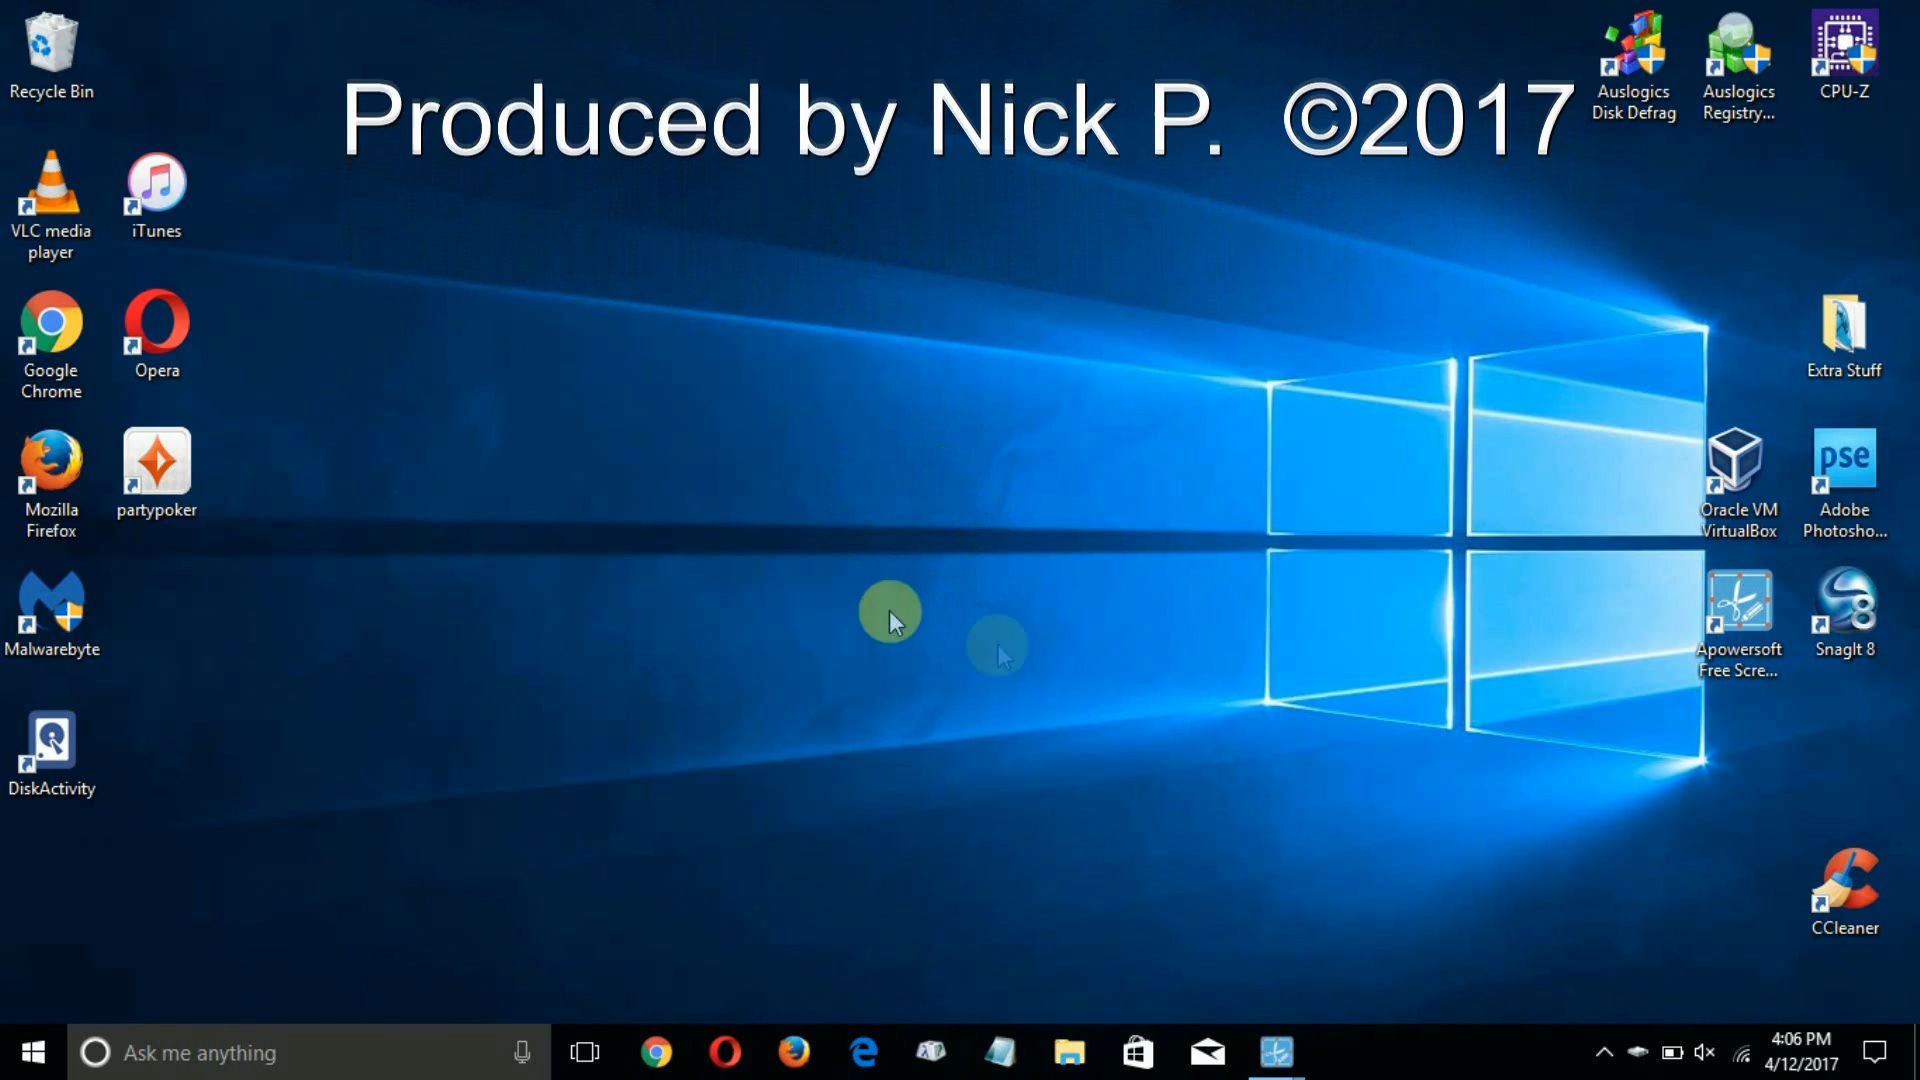 Produced by Nick P. ©2017
Recycle Bin
VLC media
player
iTunes
Google
Chrome
Opera
Mozilla
Firefox
partypoker
Malwarebyte
DiskActivity
Auslogics
Disk Defrag
Auslogics
Registry...
CPU-Z
Extra Stuff
Oracle VM
VirtualBox
pse
Adobe
Photosho...
Apowersoft
Free Scre...
8
SnagIt 8
CCleaner
Ask me anything
4:06 PM
4/12/2017